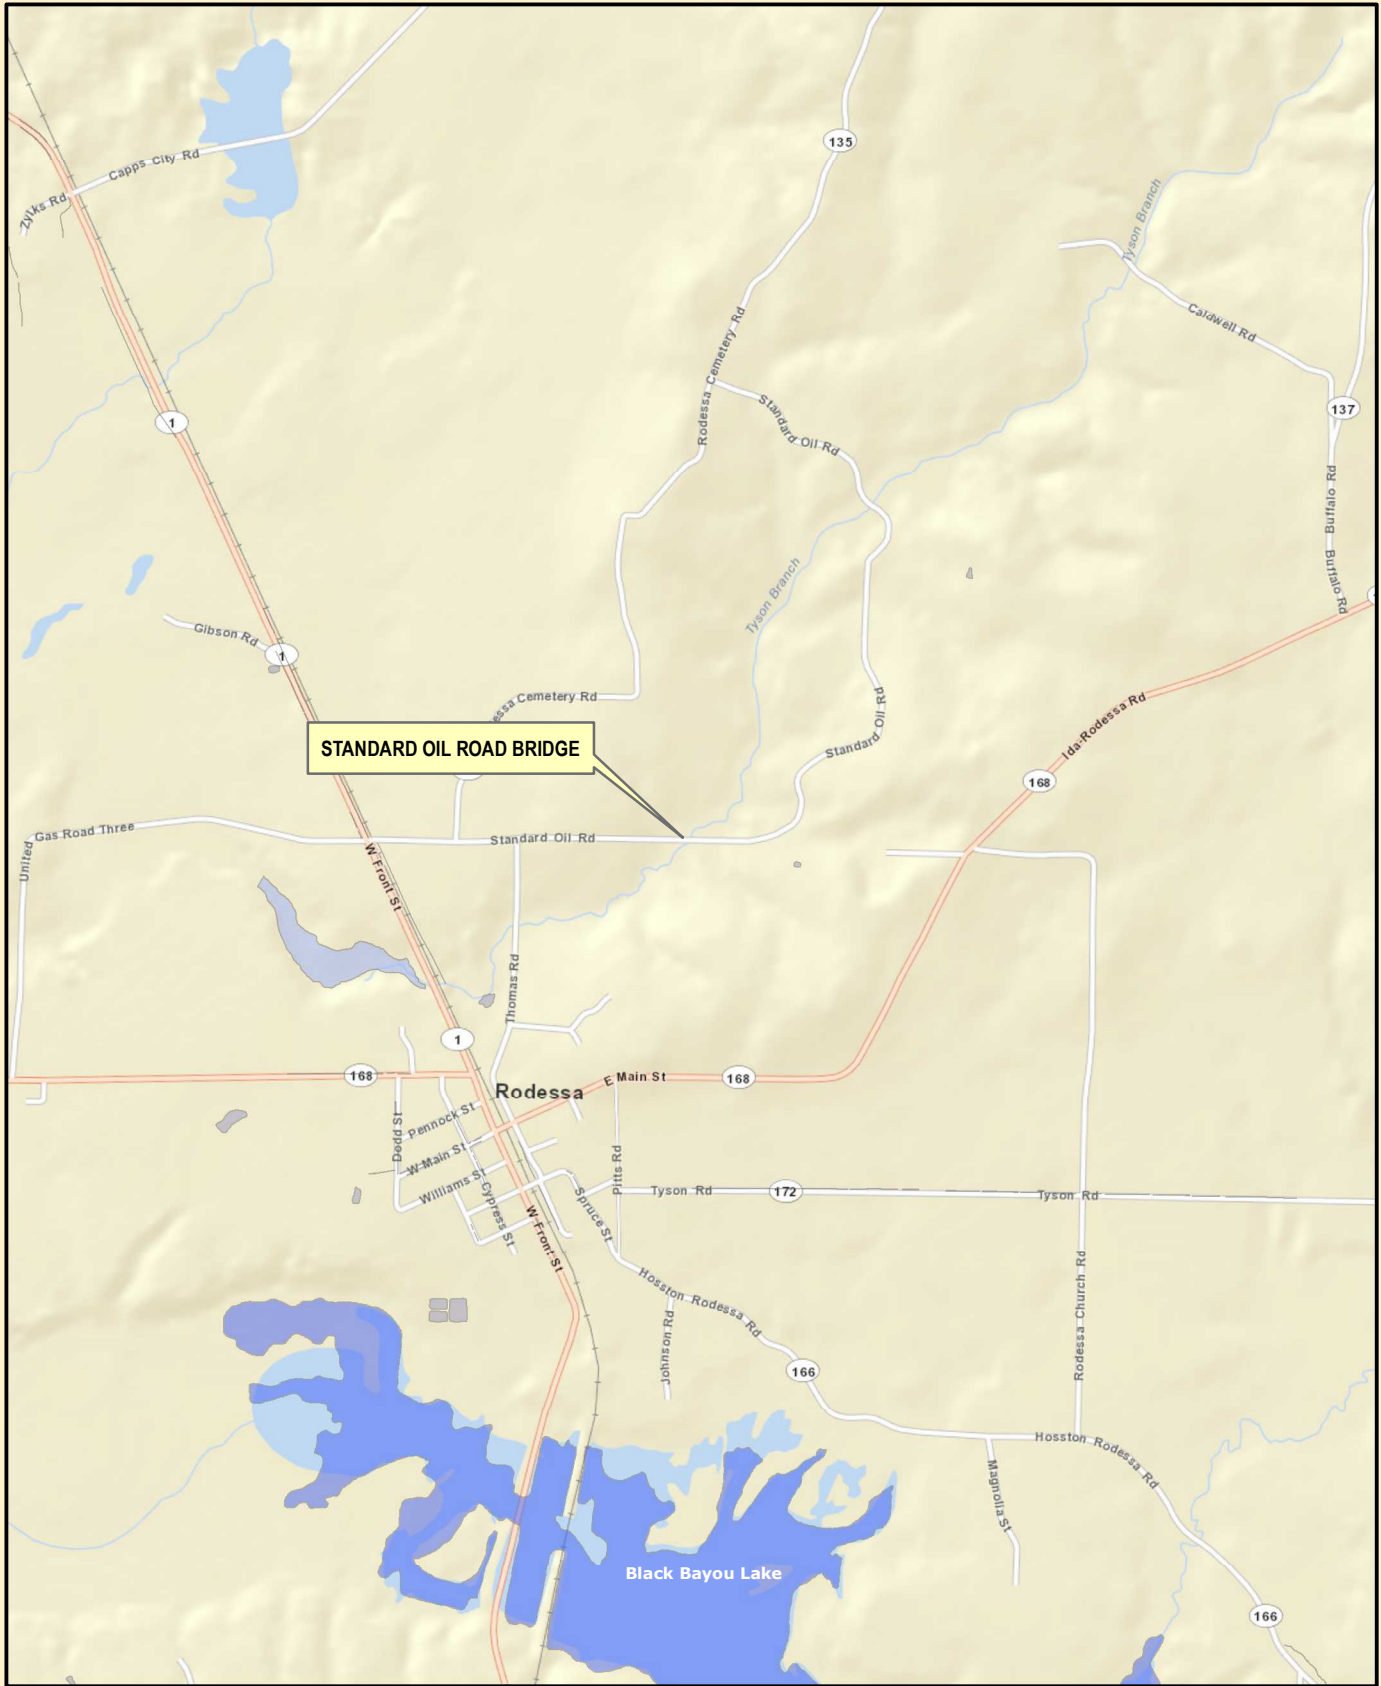 135
Capps City Rd
Zylks Rd
Tyson Branch
Caldwell Rd
Rodessa Cemetery Rd
Standard Oil Rd
137
1
Buffalo Rd
Buffalo Rd
Tyson Branch
Gibson Rd
1
essa Cemetery Rd
Standard Oil Rd
Ida-Rodessa Rd
STANDARD OIL ROAD BRIDGE
168
United
Gas Road Three
Standard Oil Rd
W Front St
Thomas Rd
1
168
Rodessa
E Main St
168
Dodd St
Pennock St
W Main St
Williams St
Cypress St
Pitts Rd
Spruce St
Tyson Rd
172
Tyson Rd
W Front St
Hosston Rodessa Rd
Johnson Rd
Rodessa Church Rd
166
Hosston Rodessa Rd
Magnolia St
Black Bayou Lake
166